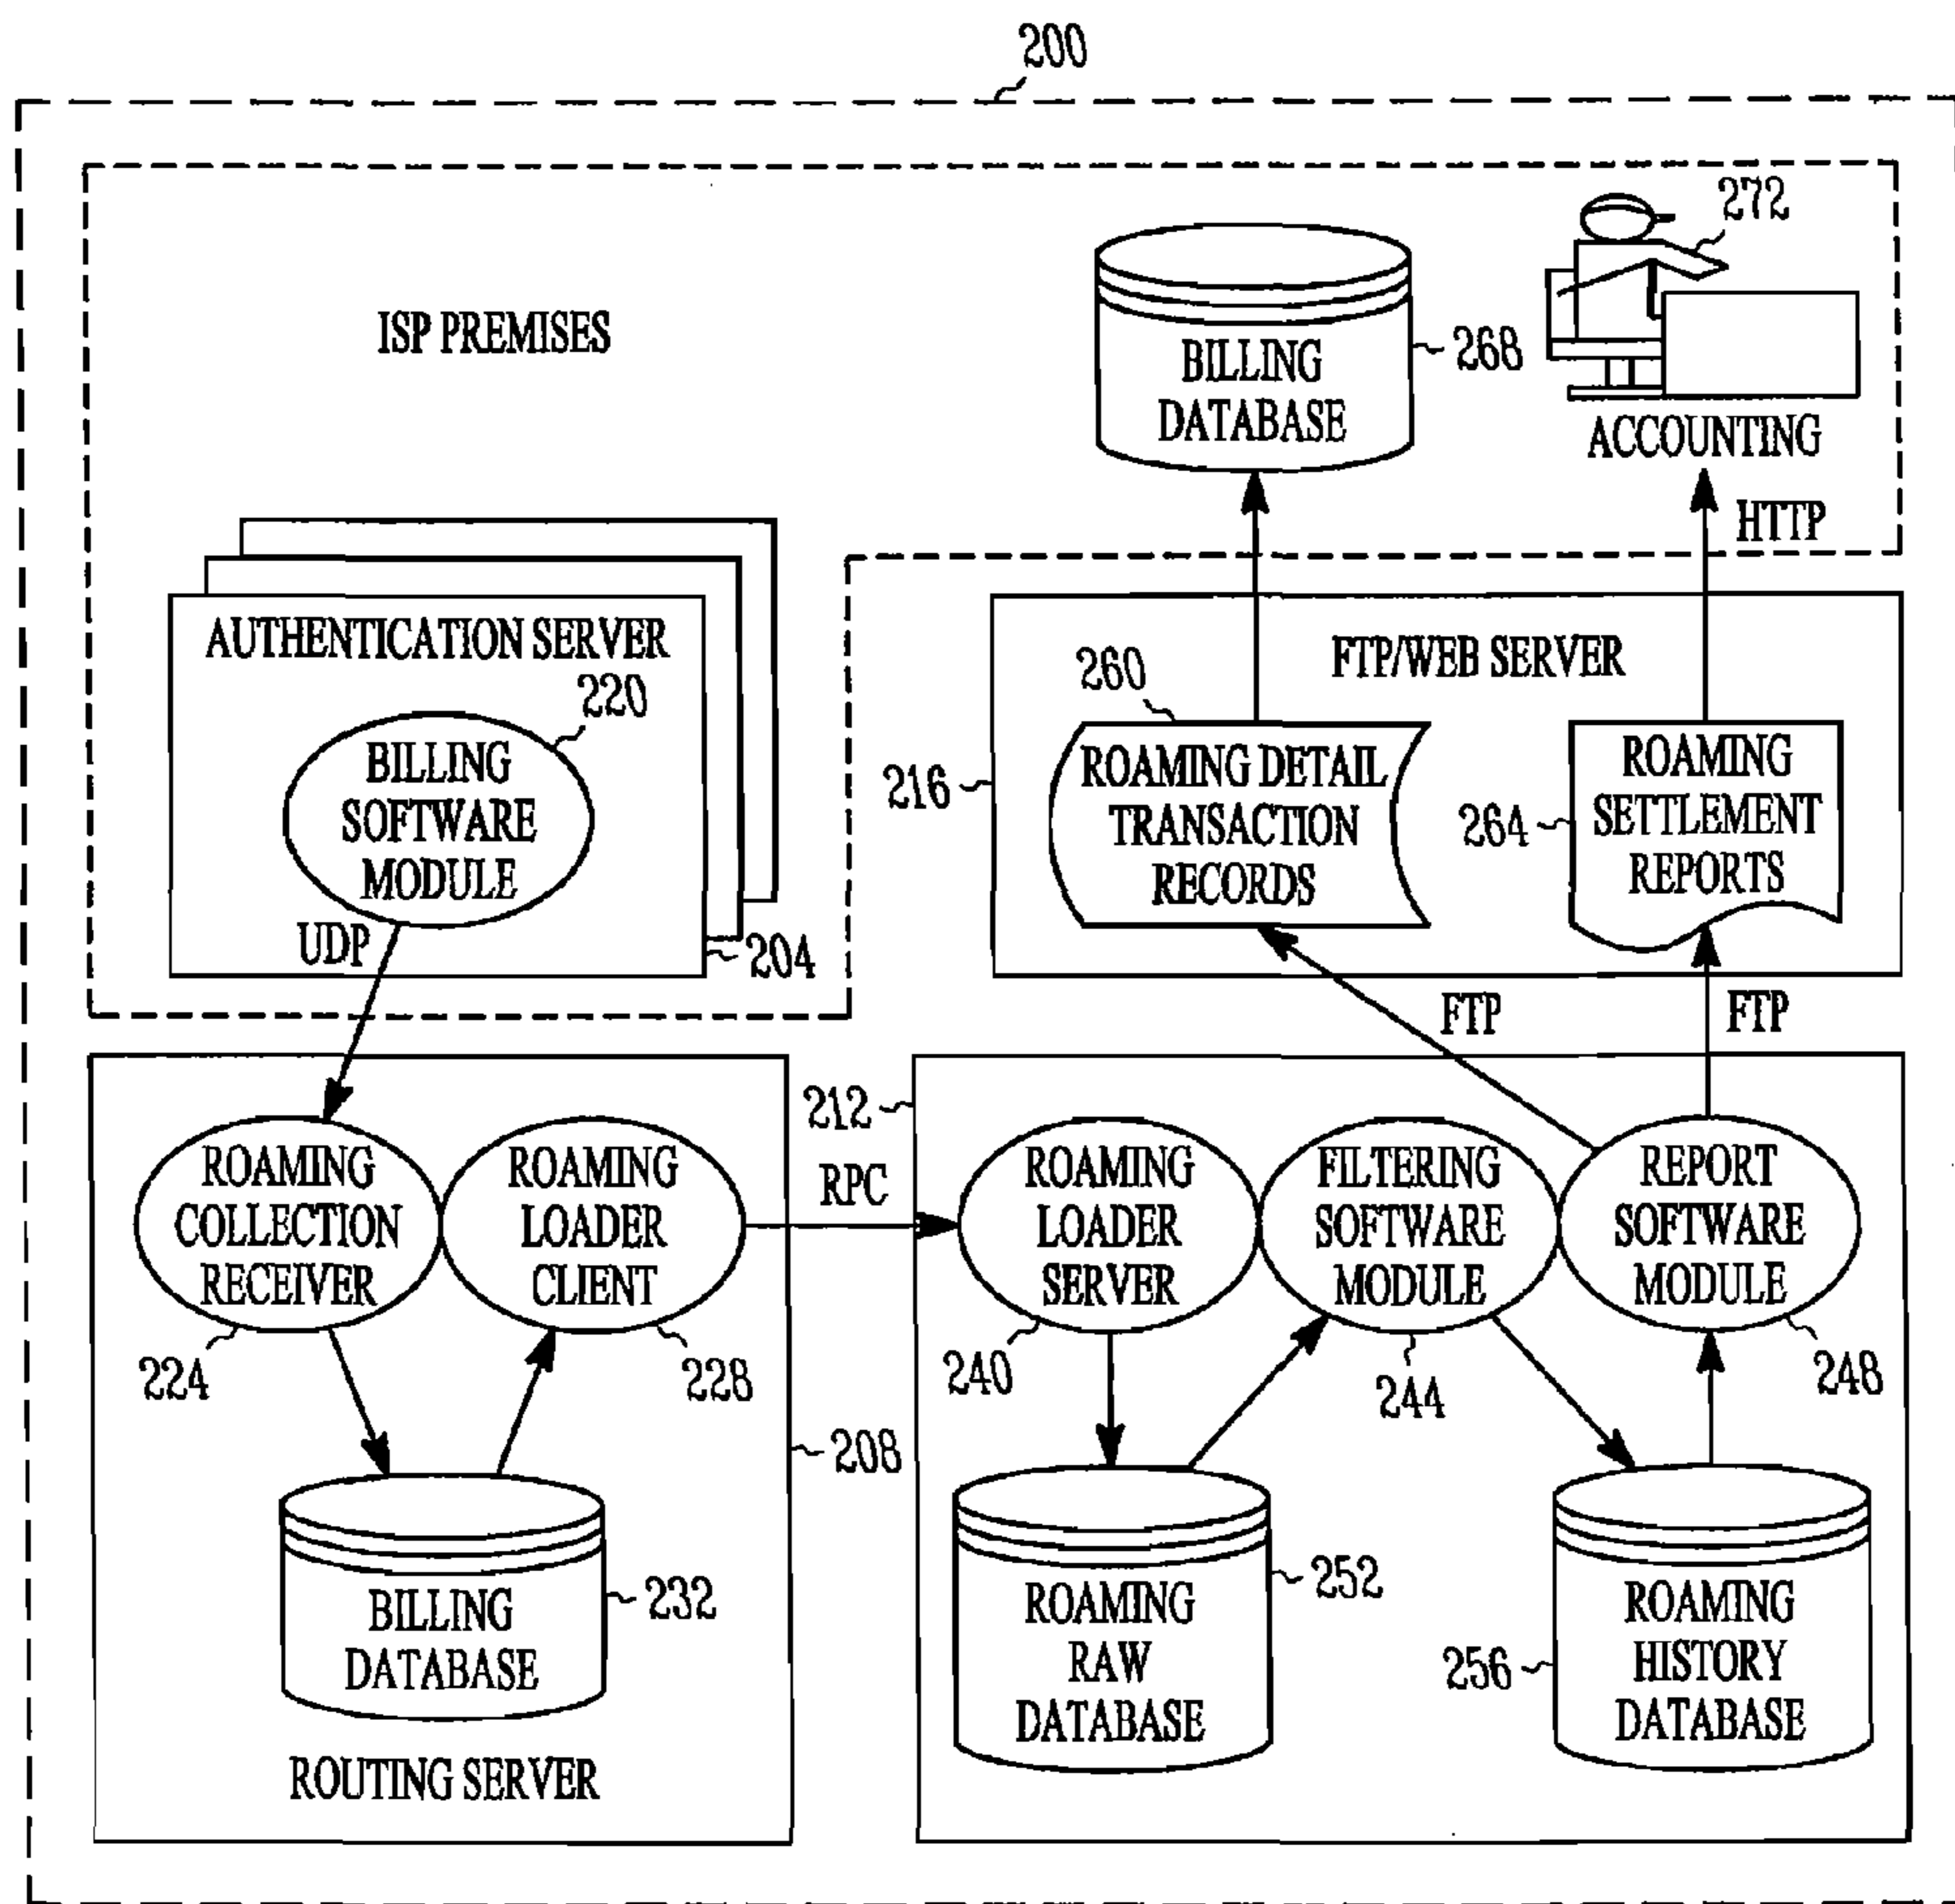 200
ISP PREMISES
272
BILLING
DATABASE
268
ACCOUNTING
HTTP
AUTHENTICATION SERVER
220
BILLING
SOFTWARE
MODULE
UDP
204
FTP/WEB SERVER
260
216
ROAMING DETAIL
TRANSACTION
RECORDS
264
ROAMING
SETTLEMENT
REPORTS
FTP
FTP
212
RPC
ROAMING
COLLECTION
RECEIVER
224
ROAMING
LOADER
CLIENT
228
208
BILLING
DATABASE
232
ROUTING SERVER
ROAMING
LOADER
SERVER
240
FILTERING
SOFTWARE
MODULE
244
REPORT
SOFTWARE
MODULE
248
ROAMING
RAW
DATABASE
252
ROAMING
HISTORY
DATABASE
256